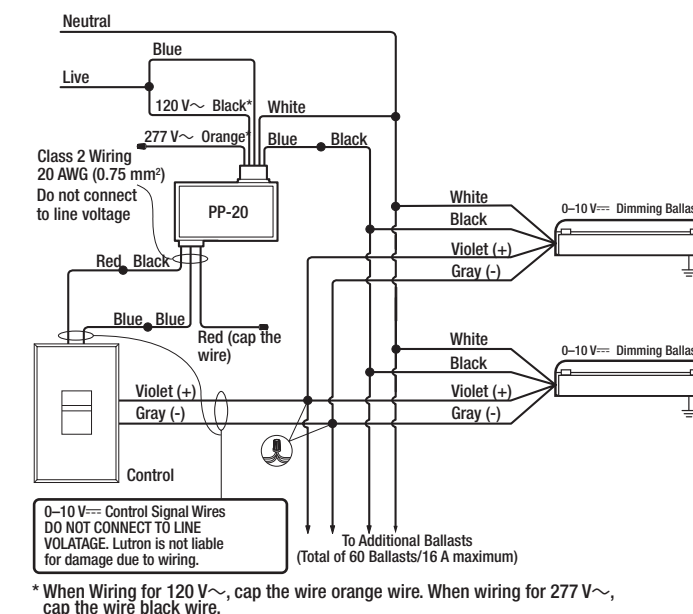 Neutral
Blue
Live
120 V~ Black*
White
277 V~ Orange*
Blue Black
Class 2 Wiring
20 AWG (0.75 mm²)
Do not connect
to line voltage
PP-20
White
0–10 V⎓ Dimming Ballas
Black
Violet (+)
Gray (-)
Red Black
Blue Blue
Red (cap the
wire)
White
0–10 V⎓ Dimming Ballas
Black
Violet (+)
Gray (-)
Violet (+)
Gray (-)
Control
0–10 V⎓ Control Signal Wires
DO NOT CONNECT TO LINE
VOLATAGE. Lutron is not liable
for damage due to wiring.
To Additional Ballasts
(Total of 60 Ballasts/16 A maximum)
* When Wiring for 120 V~, cap the wire orange wire. When wiring for 277 V~,
cap the wire black wire.